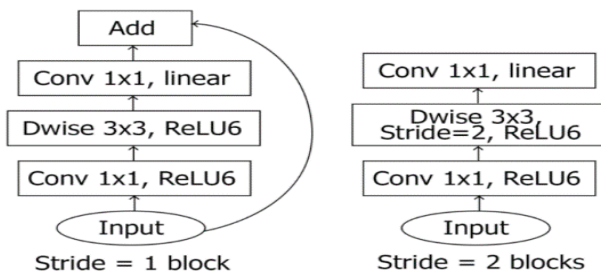 Add
Conv 1x1, linear
Dwise 3x3, ReLU6
Conv 1x1, ReLU6
Input
Stride = 1 block
Conv 1x1, linear
Dwise 3x3,
Stride=2, ReLU6
Conv 1x1, ReLU6
Input
Stride = 2 blocks